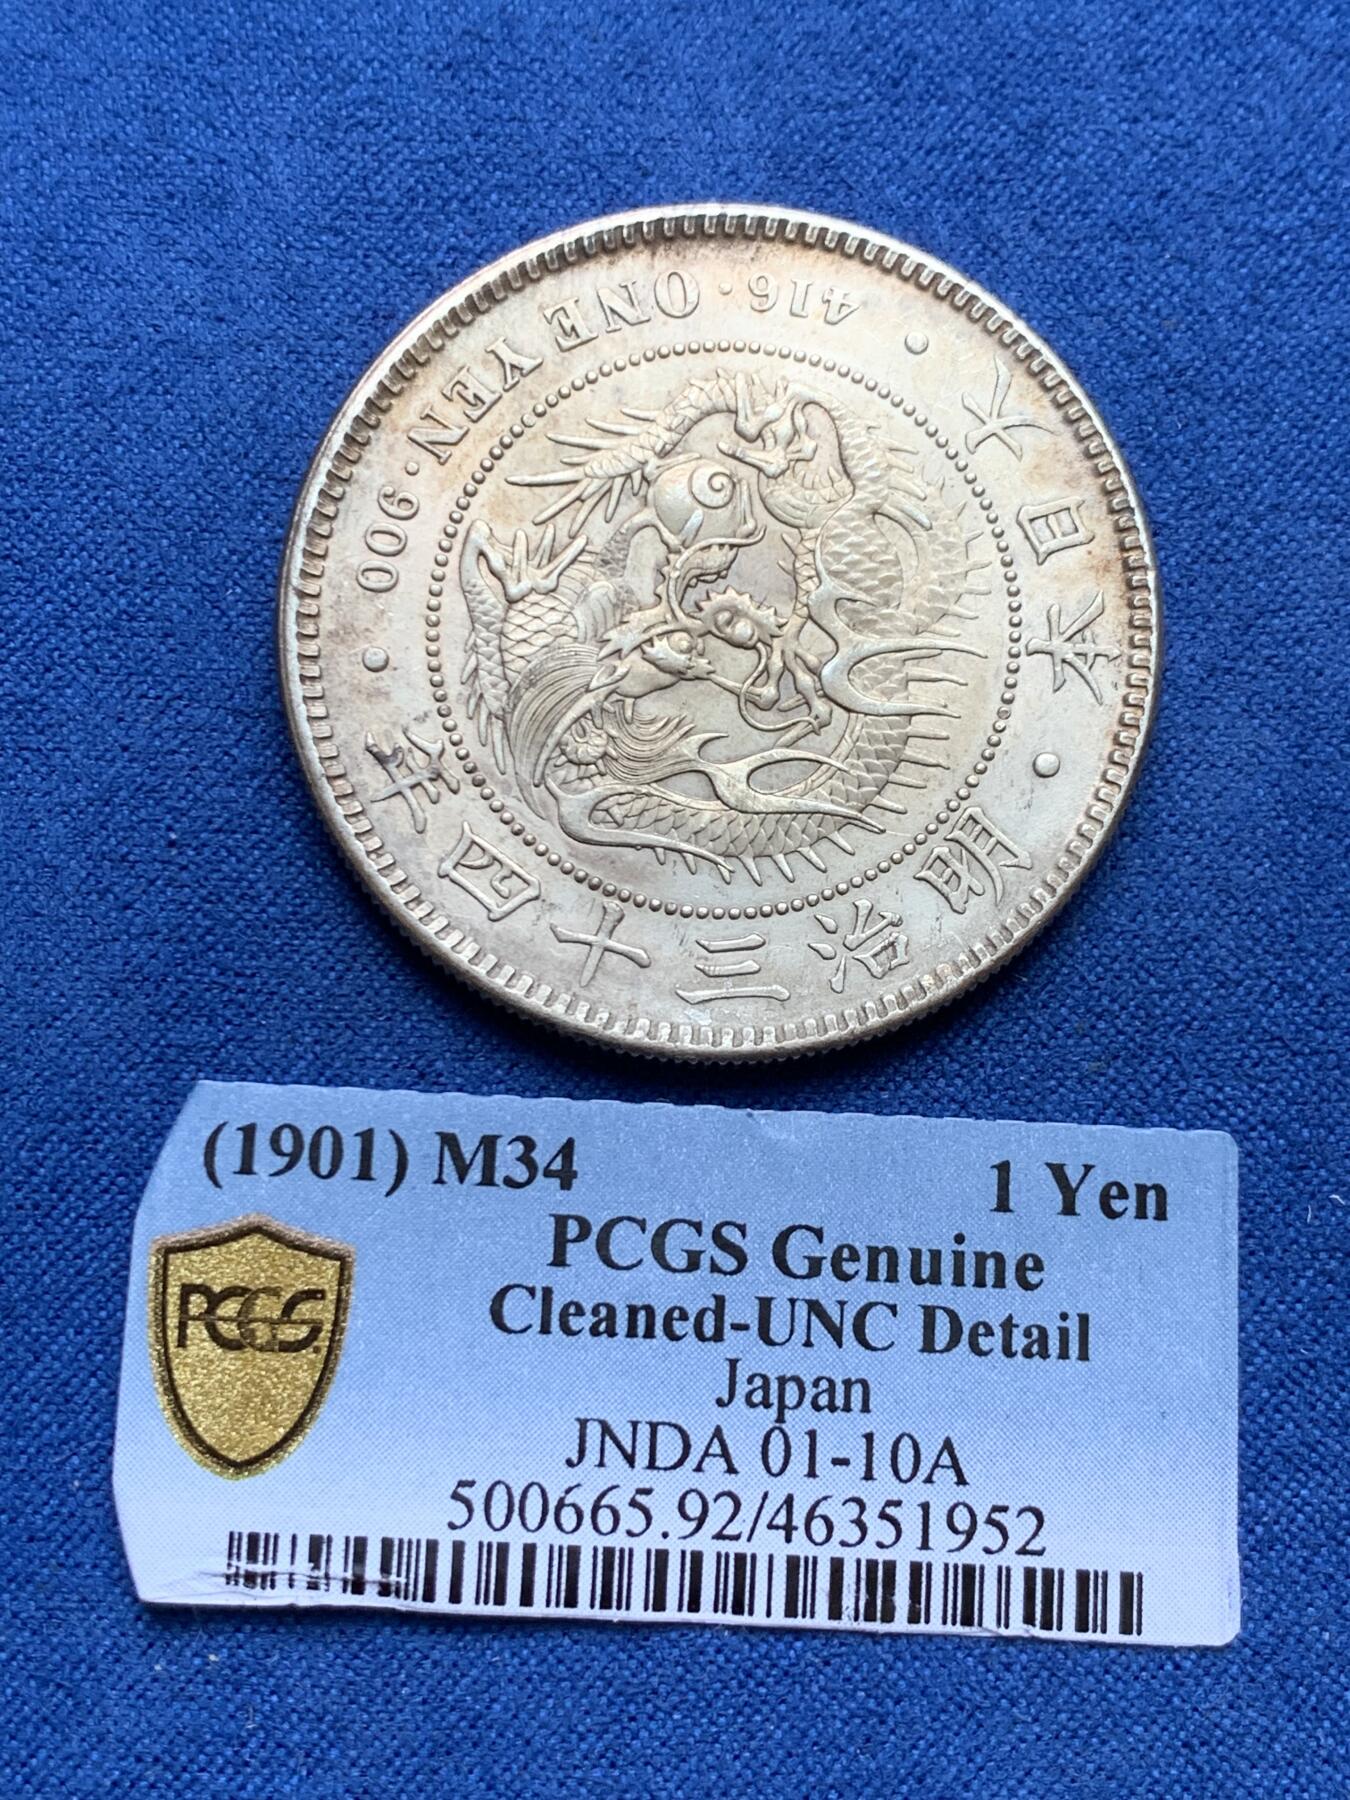 大日本・明治三十四年
416・ONE YEN・900
(1901) M34 1 Yen
PCGS Genuine
Cleaned-UNC Detail
Japan
JNDA 01-10A
500665.92/46351952
PCGS